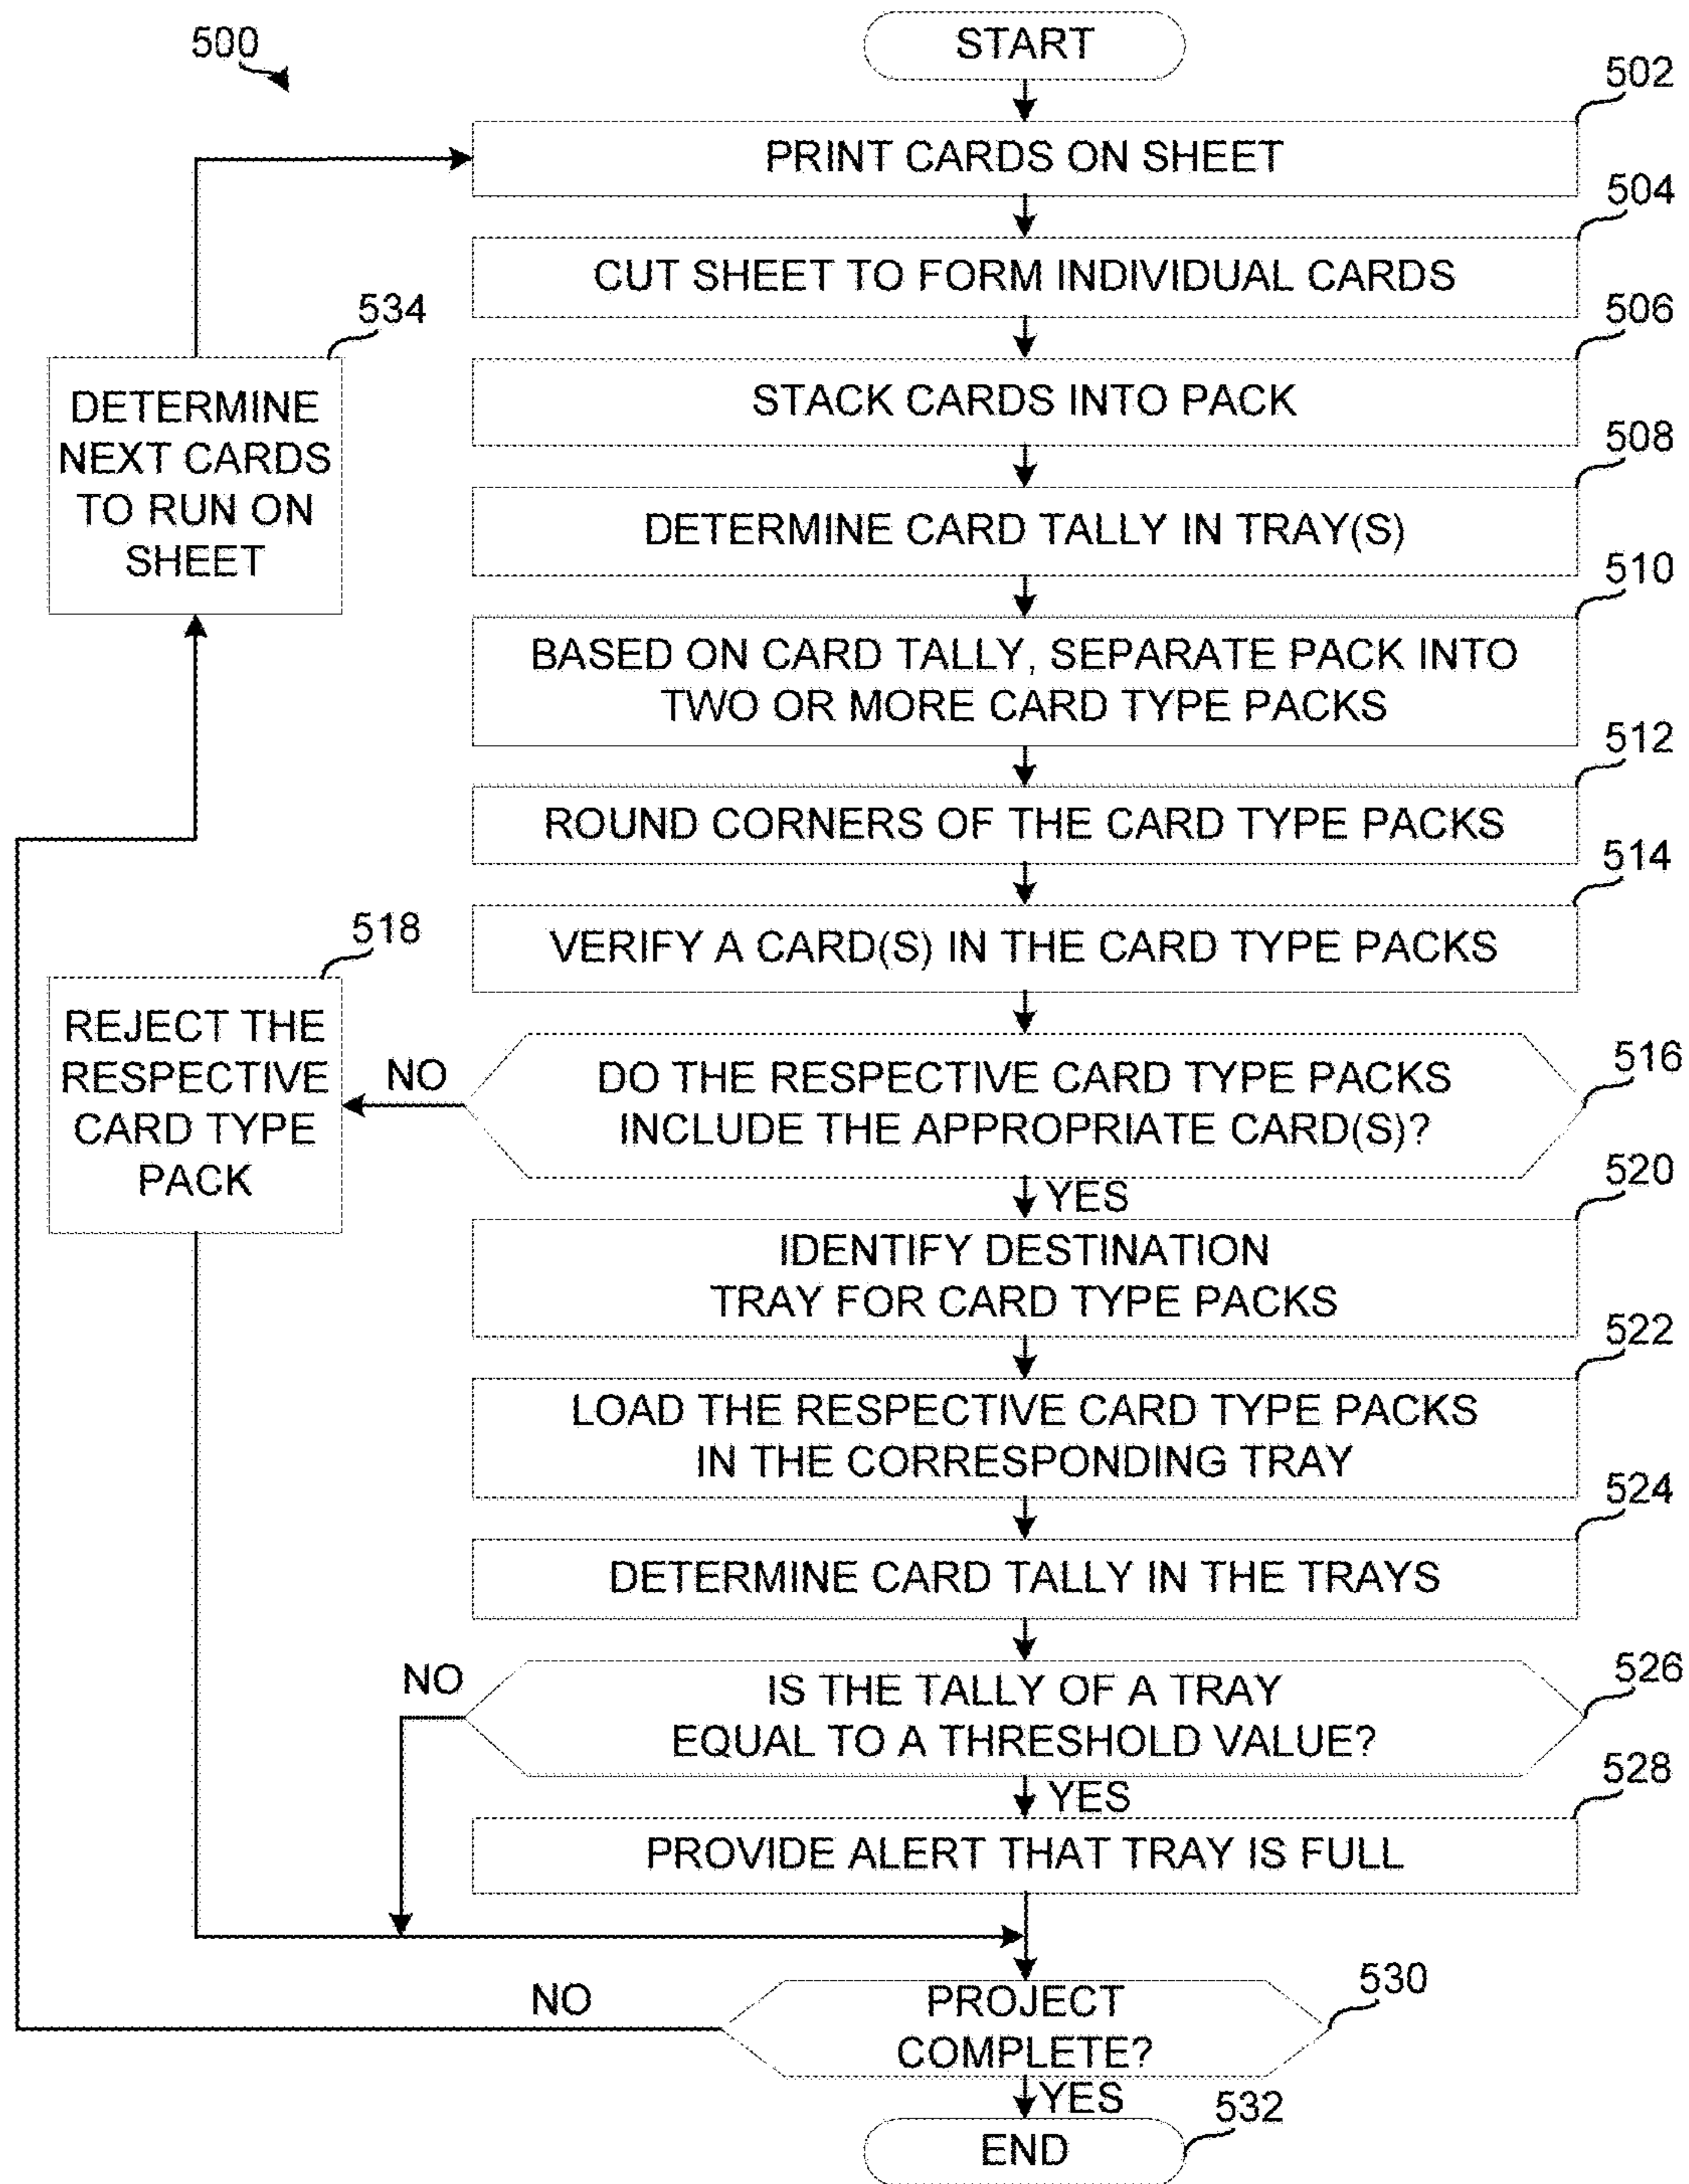 500
START
502
PRINT CARDS ON SHEET
504
CUT SHEET TO FORM INDIVIDUAL CARDS
506
STACK CARDS INTO PACK
508
DETERMINE CARD TALLY IN TRAY(S)
510
BASED ON CARD TALLY, SEPARATE PACK INTO
TWO OR MORE CARD TYPE PACKS
512
ROUND CORNERS OF THE CARD TYPE PACKS
514
VERIFY A CARD(S) IN THE CARD TYPE PACKS
516
DO THE RESPECTIVE CARD TYPE PACKS
INCLUDE THE APPROPRIATE CARD(S)?
NO
518
REJECT THE
RESPECTIVE
CARD TYPE
PACK
YES
520
IDENTIFY DESTINATION
TRAY FOR CARD TYPE PACKS
522
LOAD THE RESPECTIVE CARD TYPE PACKS
IN THE CORRESPONDING TRAY
524
DETERMINE CARD TALLY IN THE TRAYS
526
IS THE TALLY OF A TRAY
EQUAL TO A THRESHOLD VALUE?
NO
YES
528
PROVIDE ALERT THAT TRAY IS FULL
530
PROJECT
COMPLETE?
NO
YES
532
END
534
DETERMINE
NEXT CARDS
TO RUN ON
SHEET